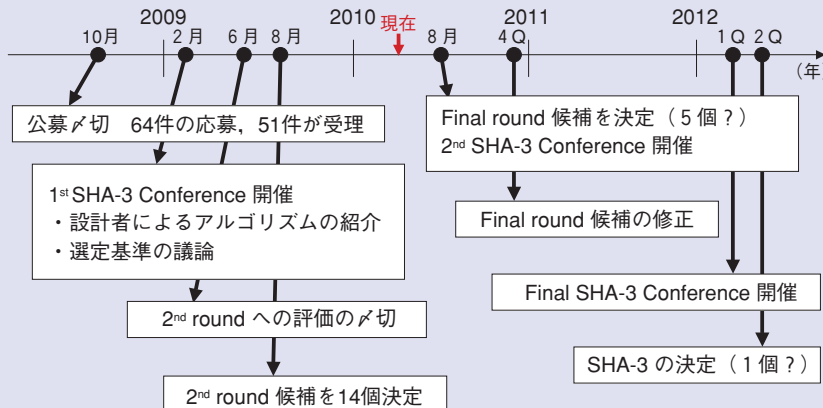 2009
2010
2011
2012
現在
10月
2月
6月
8月
8月
4Q
1Q
2Q
(年)
公募〆切 64件の応募，51件が受理
1st SHA-3 Conference 開催
・設計者によるアルゴリズムの紹介
・選定基準の議論
2nd round への評価の〆切
2nd round 候補を14個決定
Final round 候補を決定（5個？）
2nd SHA-3 Conference 開催
Final round 候補の修正
Final SHA-3 Conference 開催
SHA-3 の決定（1個？）